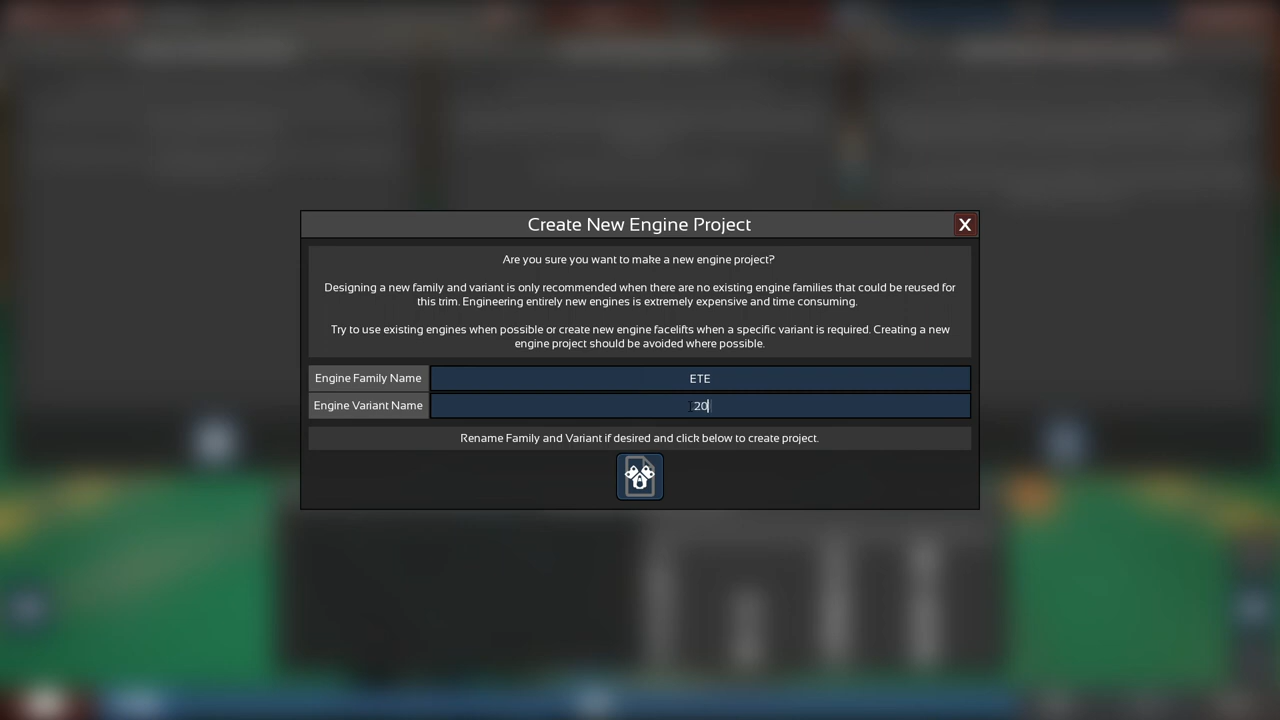 Create New Engine Project
X
Are you sure you want to make a new engine project?
Designing a new family and variant is only recommended when there are no existing engine families that could be reused for
this trim. Engineering entirely new engines is extremely expensive and time consuming.
Try to use existing engines when possible or create new engine facelifts when a specific variant is required. Creating a new
engine project should be avoided where possible.
Engine Family Name
ETE
Engine Variant Name
20
Rename Family and Variant if desired and click below to create project.